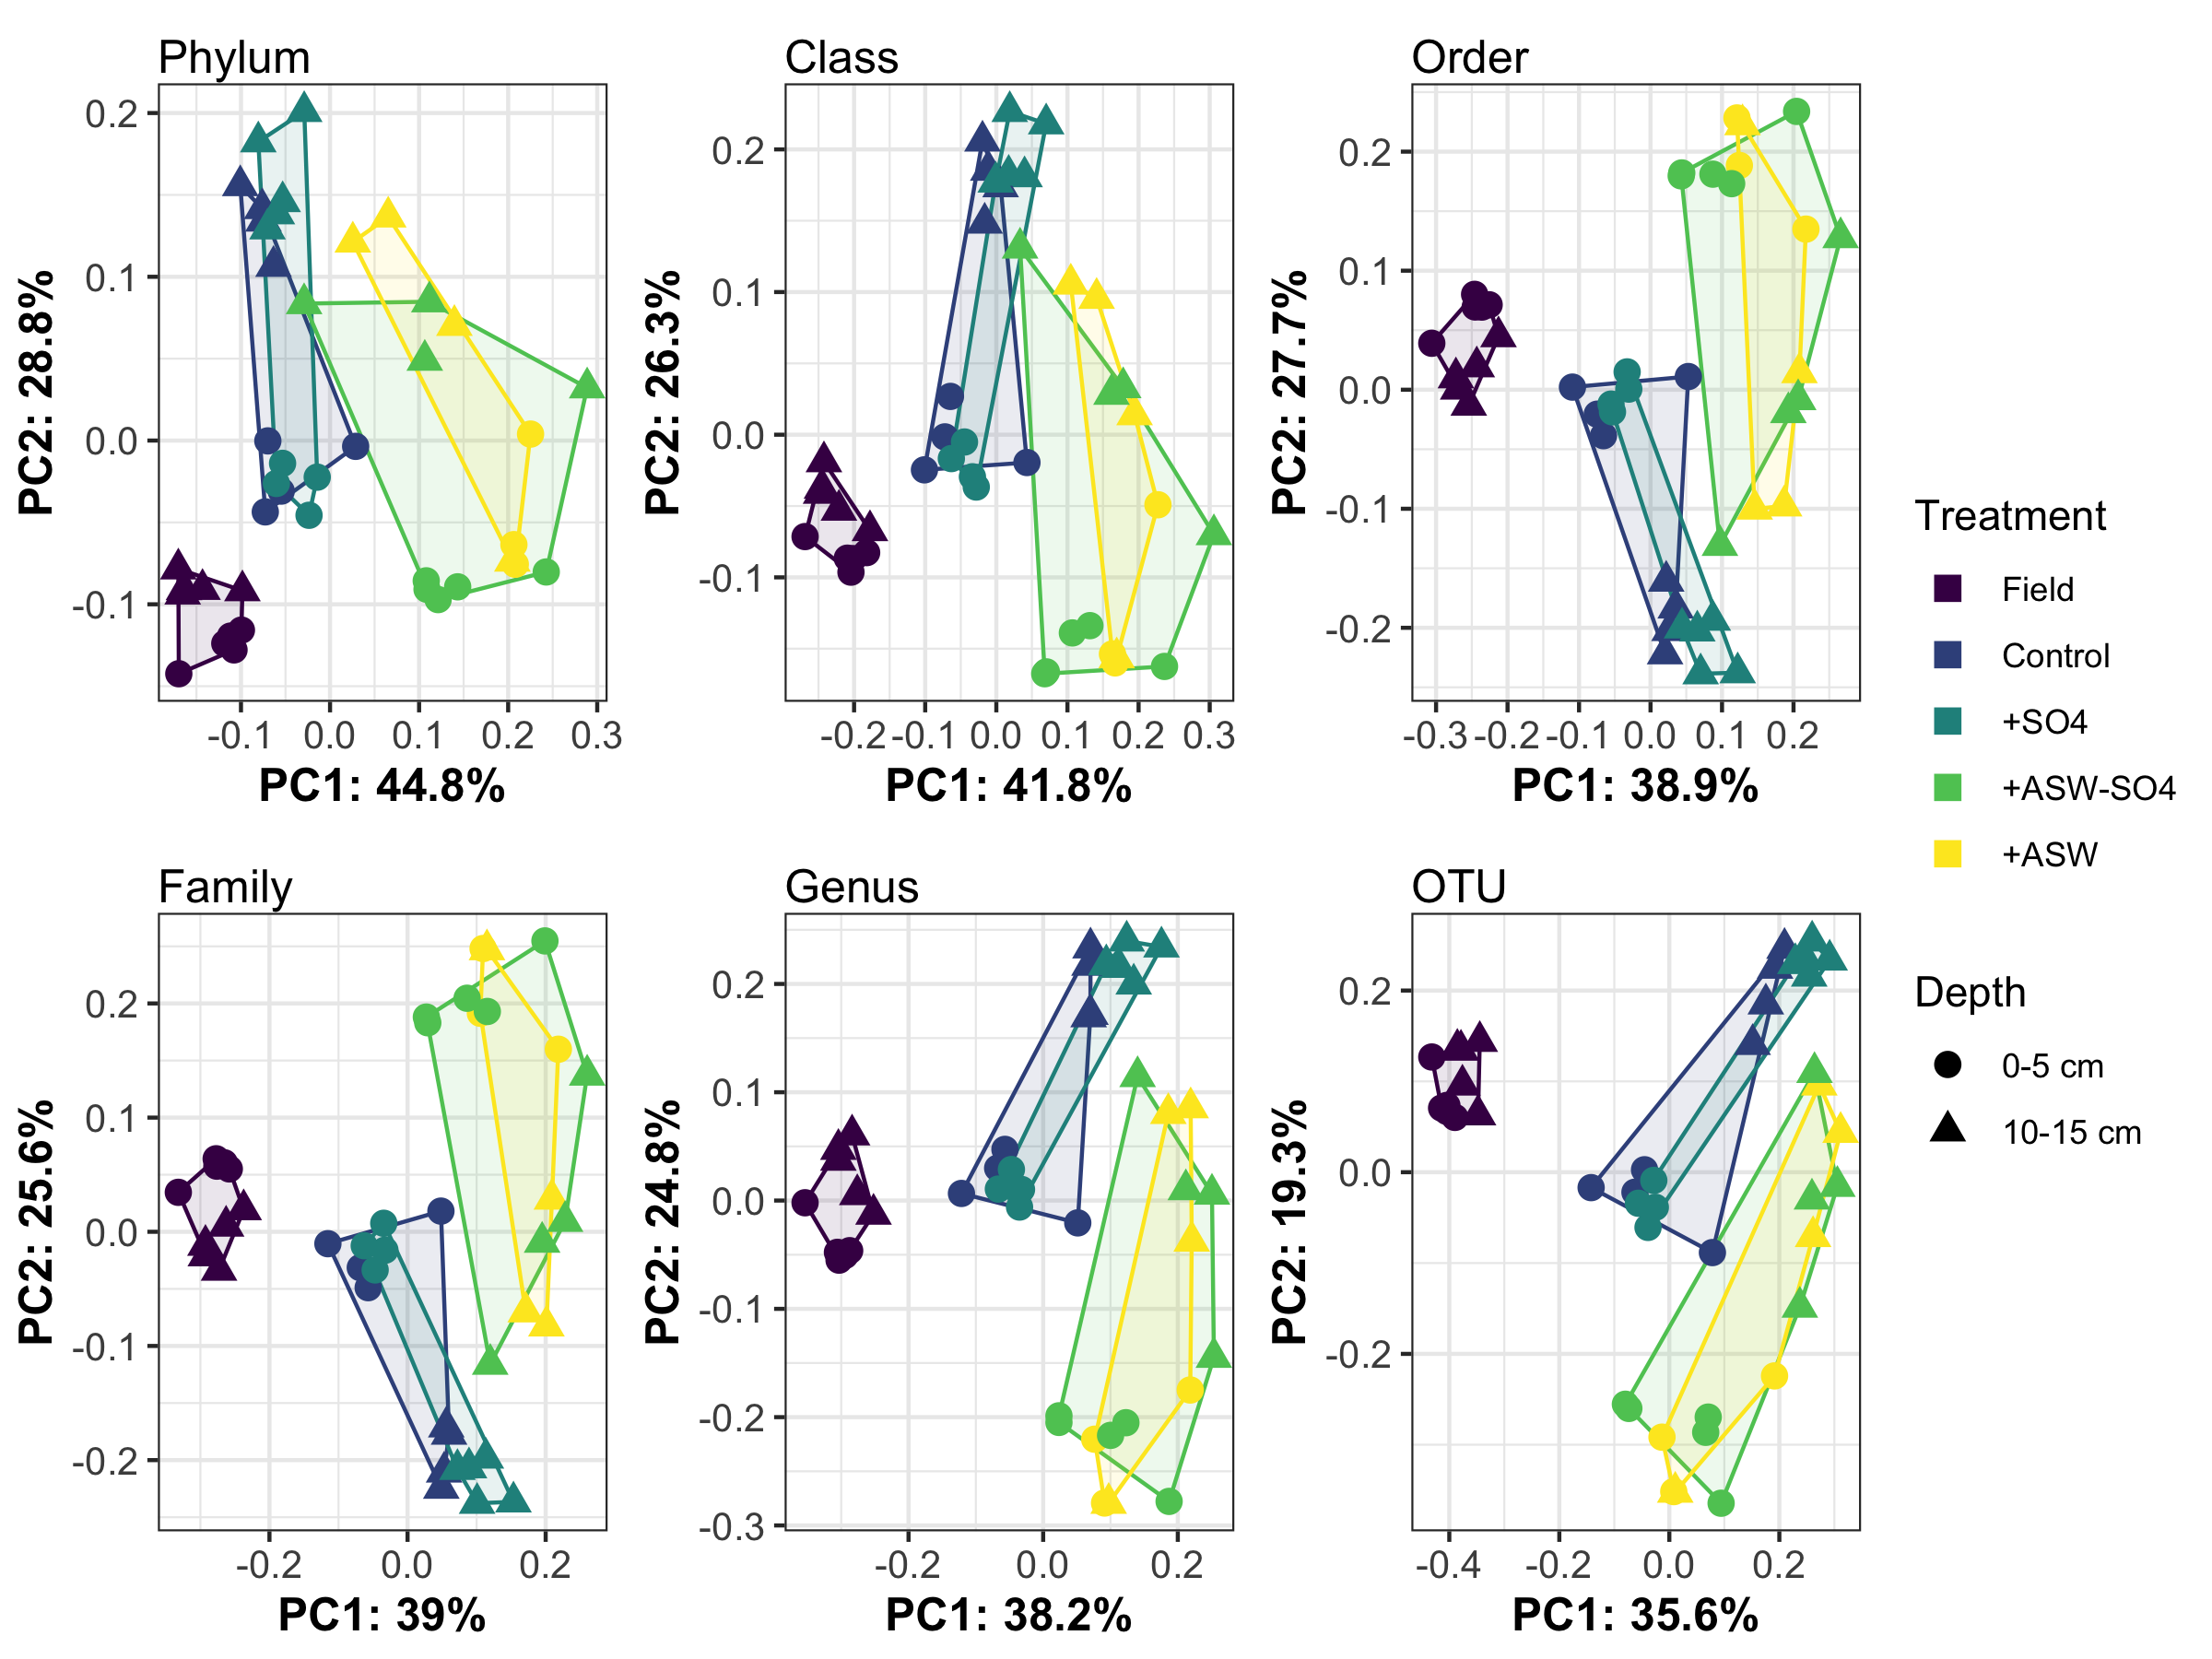 Phylum
0.2
0.1
0.0
-0.1
PC2: 28.8%
-0.1 0.0 0.1 0.2 0.3
PC1: 44.8%
Class
0.2
0.1
0.0
-0.1
PC2: 26.3%
-0.2 -0.1 0.0 0.1 0.2 0.3
PC1: 41.8%
Order
0.2
0.1
0.0
-0.1
-0.2
PC2: 27.7%
-0.3 -0.2 -0.1 0.0 0.1 0.2
PC1: 38.9%
Family
0.2
0.1
0.0
-0.1
-0.2
PC2: 25.6%
-0.2 0.0 0.2
PC1: 39%
Genus
0.2
0.1
0.0
-0.1
-0.2
-0.3
PC2: 24.8%
-0.2 0.0 0.2
PC1: 38.2%
OTU
0.2
0.0
-0.2
PC2: 19.3%
-0.4 -0.2 0.0 0.2
PC1: 35.6%
Treatment
Field
Control
+SO4
+ASW-SO4
+ASW
Depth
0-5 cm
10-15 cm